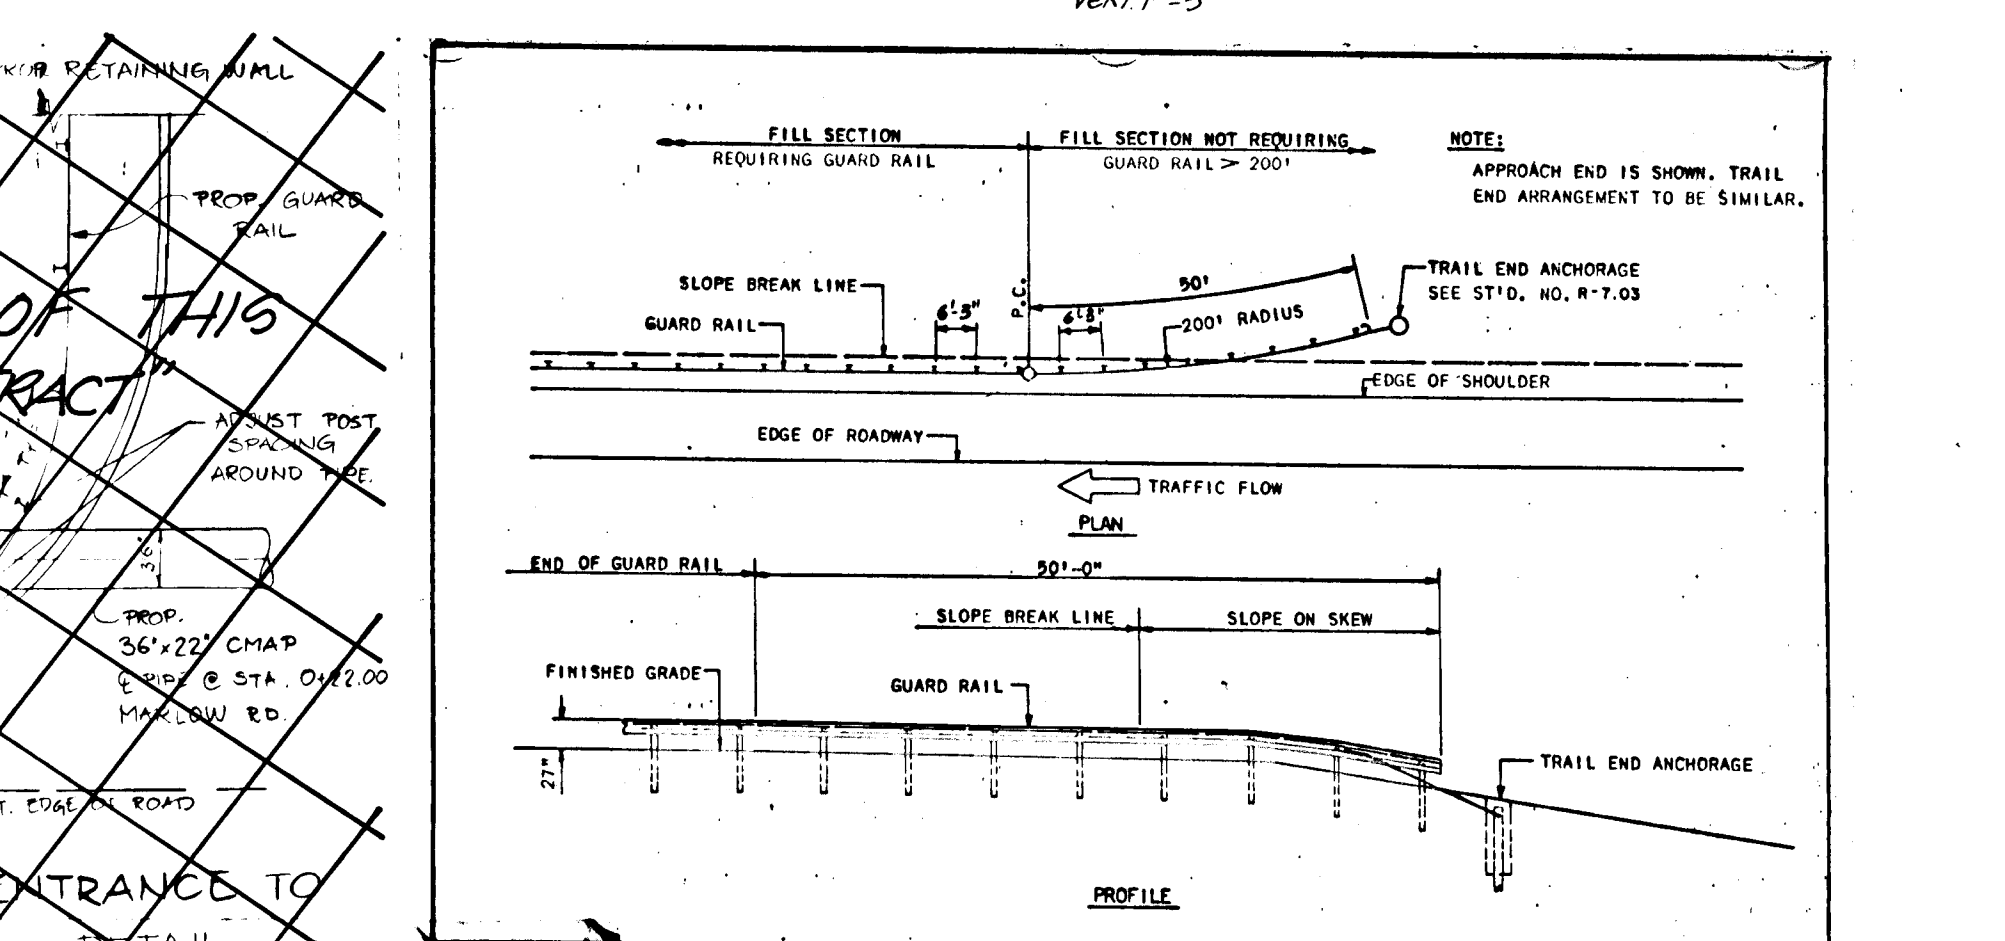 VERT. 1"=5'
RETAINING WALL
PROP. GUARD
RAIL
OF THIS
ADJUST POST
SPACING
AROUND PIPE.
36"
PROP.
36"x22" CMAP
℄ PIPE @ STA. 0+22.00
MARLOW RD.
EDGE OF ROAD
ENTRANCE TO
DETAIL
FILL SECTION
REQUIRING GUARD RAIL
FILL SECTION NOT REQUIRING
GUARD RAIL > 200'
NOTE:
APPROACH END IS SHOWN. TRAIL
END ARRANGEMENT TO BE SIMILAR.
SLOPE BREAK LINE
GUARD RAIL
6'-3"
P.C.
6'-3"
50'
200' RADIUS
TRAIL END ANCHORAGE
SEE ST'D. NO. R-7.03
EDGE OF SHOULDER
EDGE OF ROADWAY
TRAFFIC FLOW
PLAN
END OF GUARD RAIL
50'-0"
SLOPE BREAK LINE
SLOPE ON SKEW
FINISHED GRADE
GUARD RAIL
27"
TRAIL END ANCHORAGE
PROFILE